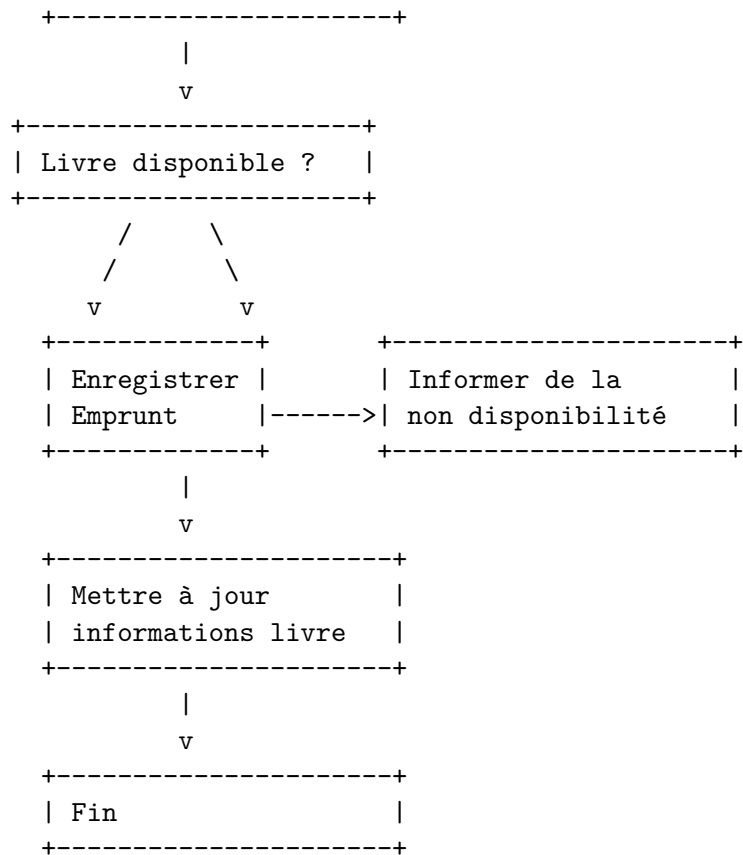 Livre disponible ?
Enregistrer
Emprunt
Informer de la
non disponibilité
Mettre à jour
informations livre
Fin